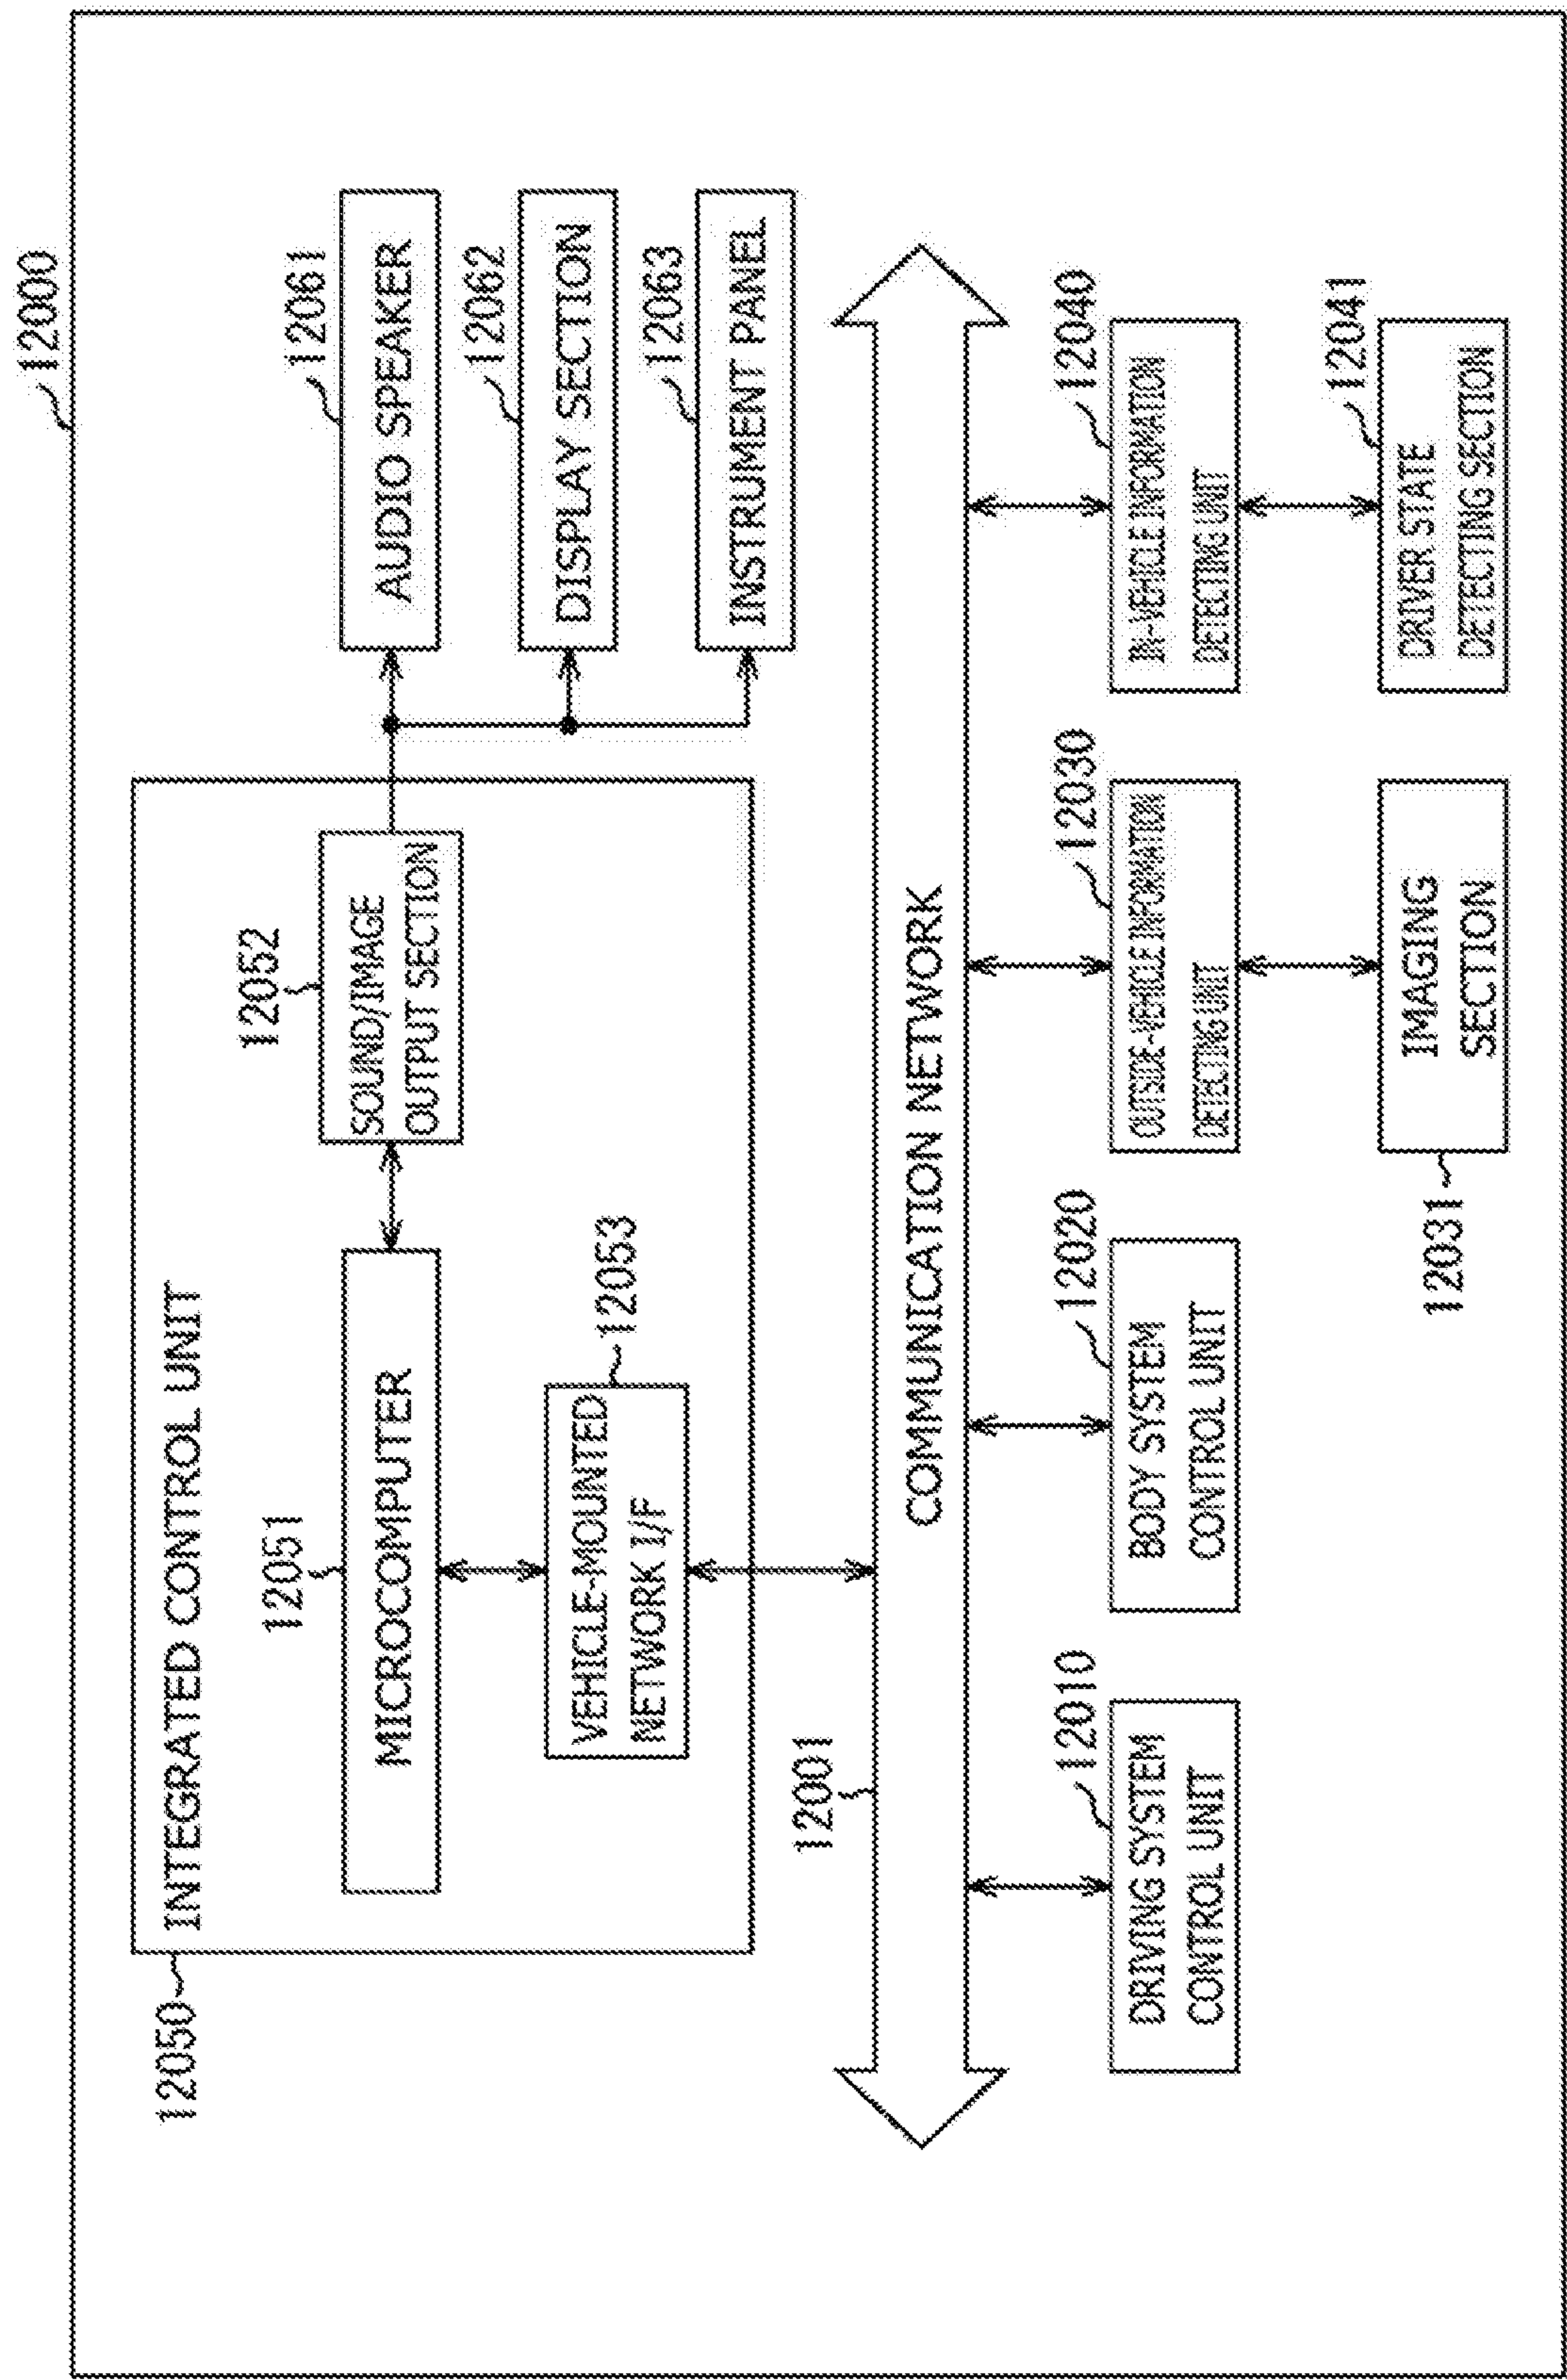 12000
12050
INTEGRATED CONTROL UNIT
12051
MICROCOMPUTER
12052
SOUND/IMAGE
OUTPUT SECTION
12053
VEHICLE-MOUNTED
NETWORK I/F
12061
AUDIO SPEAKER
12062
DISPLAY SECTION
12063
INSTRUMENT PANEL
12001
COMMUNICATION NETWORK
12010
DRIVING SYSTEM
CONTROL UNIT
12020
BODY SYSTEM
CONTROL UNIT
12030
OUTSIDE-VEHICLE INFORMATION
DETECTING UNIT
12040
IN-VEHICLE INFORMATION
DETECTING UNIT
12031
IMAGING
SECTION
12041
DRIVER STATE
DETECTING SECTION